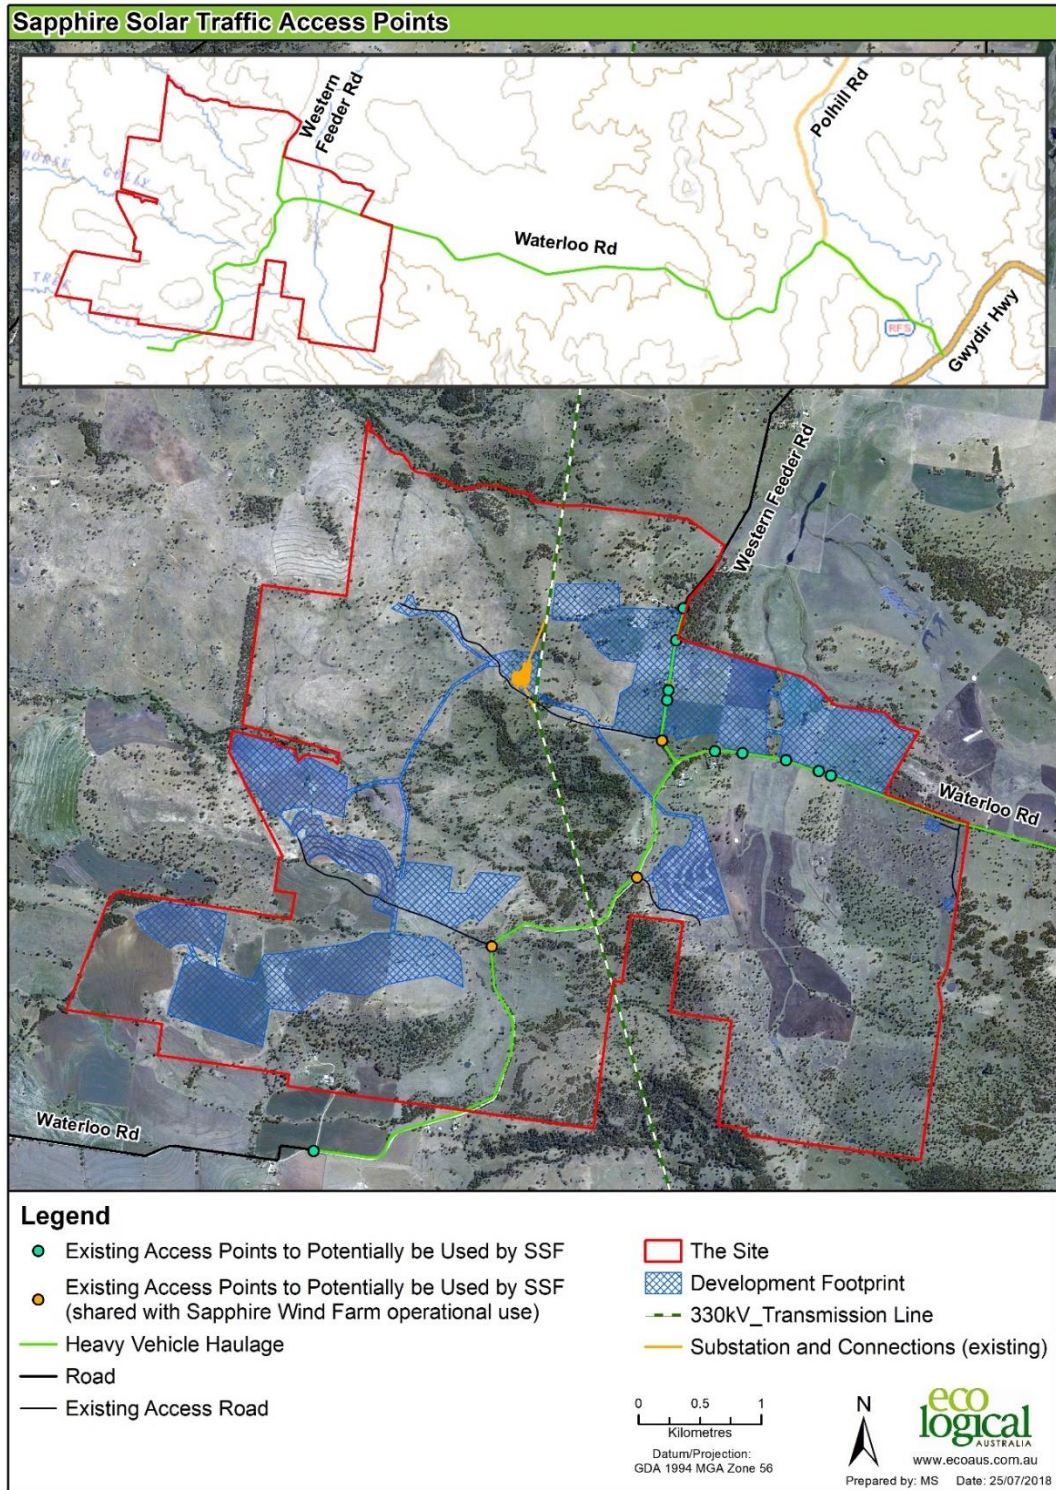 Sapphire Solar Traffic Access Points
Western
Feeder Rd
Polhill Rd
HORSE
GULLY
Waterloo Rd
TREK
GULLY
RFS
Gwydir Hwy
Western Feeder Rd
Waterloo Rd
Waterloo Rd
Legend
Existing Access Points to Potentially be Used by SSF
Existing Access Points to Potentially be Used by SSF
(shared with Sapphire Wind Farm operational use)
Heavy Vehicle Haulage
Road
Existing Access Road
The Site
Development Footprint
330kV_Transmission Line
Substation and Connections (existing)
0 0.5 1
Kilometres
Datum/Projection:
GDA 1994 MGA Zone 56
N
eco
logical
AUSTRALIA
www.ecoaus.com.au
Prepared by: MS Date: 25/07/2018